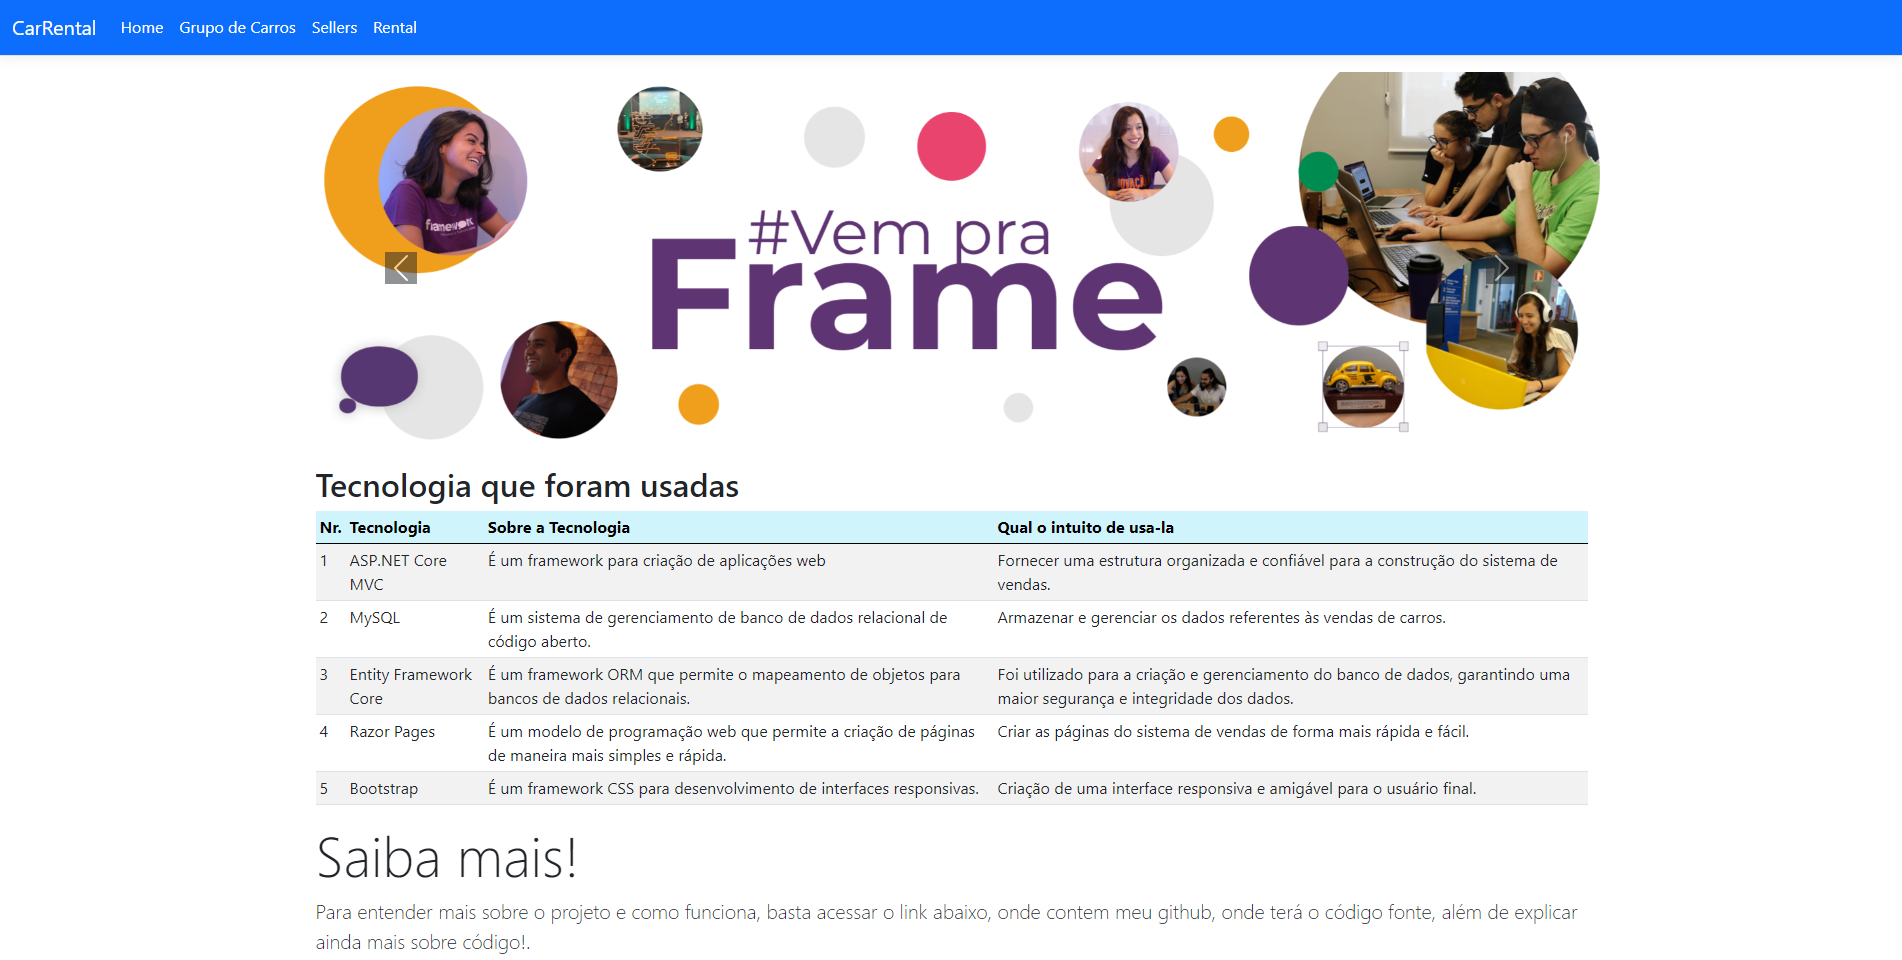 CarRental Home Grupo de Carros Sellers Rental
framework
#Vem pra
Frame
Tecnologia que foram usadas
Nr. Tecnologia Sobre a Tecnologia Qual o intuito de usa-la
1 ASP.NET Core MVC É um framework para criação de aplicações web Fornecer uma estrutura organizada e confiável para a construção do sistema de vendas.
2 MySQL É um sistema de gerenciamento de banco de dados relacional de código aberto. Armazenar e gerenciar os dados referentes às vendas de carros.
3 Entity Framework Core É um framework ORM que permite o mapeamento de objetos para bancos de dados relacionais. Foi utilizado para a criação e gerenciamento do banco de dados, garantindo uma maior segurança e integridade dos dados.
4 Razor Pages É um modelo de programação web que permite a criação de páginas de maneira mais simples e rápida. Criar as páginas do sistema de vendas de forma mais rápida e fácil.
5 Bootstrap É um framework CSS para desenvolvimento de interfaces responsivas. Criação de uma interface responsiva e amigável para o usuário final.
Saiba mais!
Para entender mais sobre o projeto e como funciona, basta acessar o link abaixo, onde contem meu github, onde terá o código fonte, além de explicar
ainda mais sobre código!.